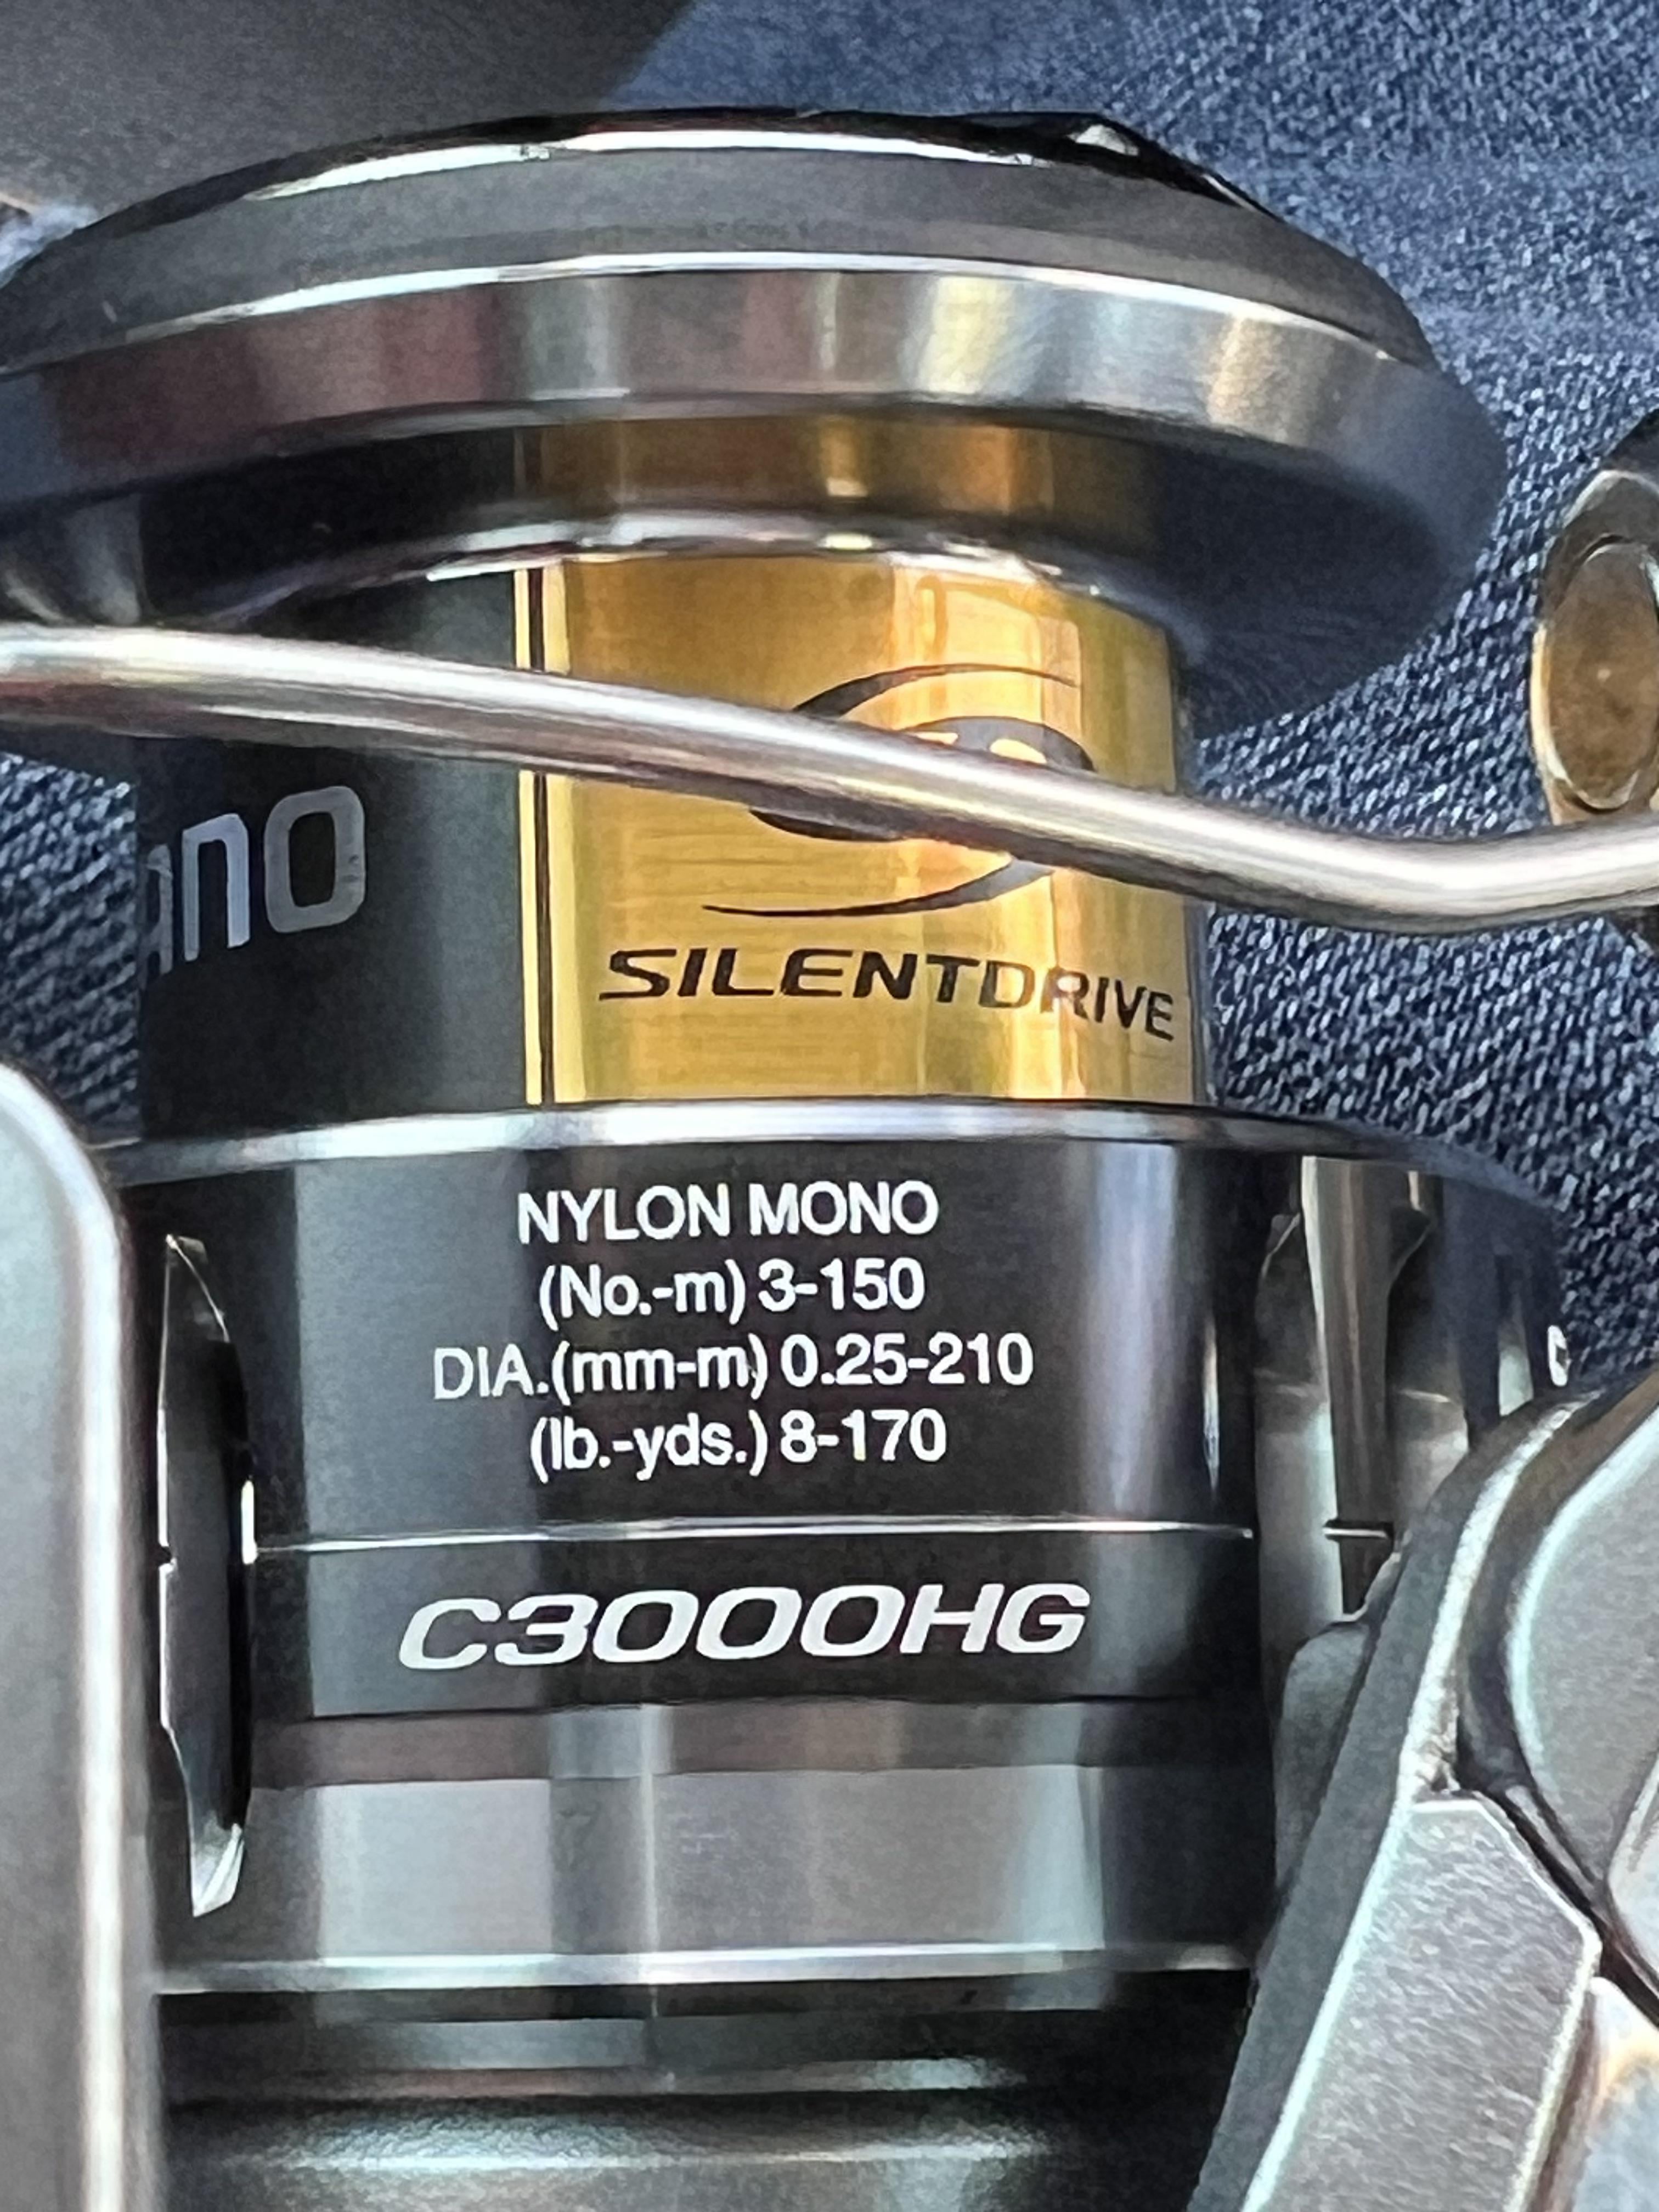 ano
SILENTDRIVE
NYLON MONO
(No.-m) 3-150
DIA.(mm-m) 0.25-210
(lb.-yds.) 8-170
C3000HG